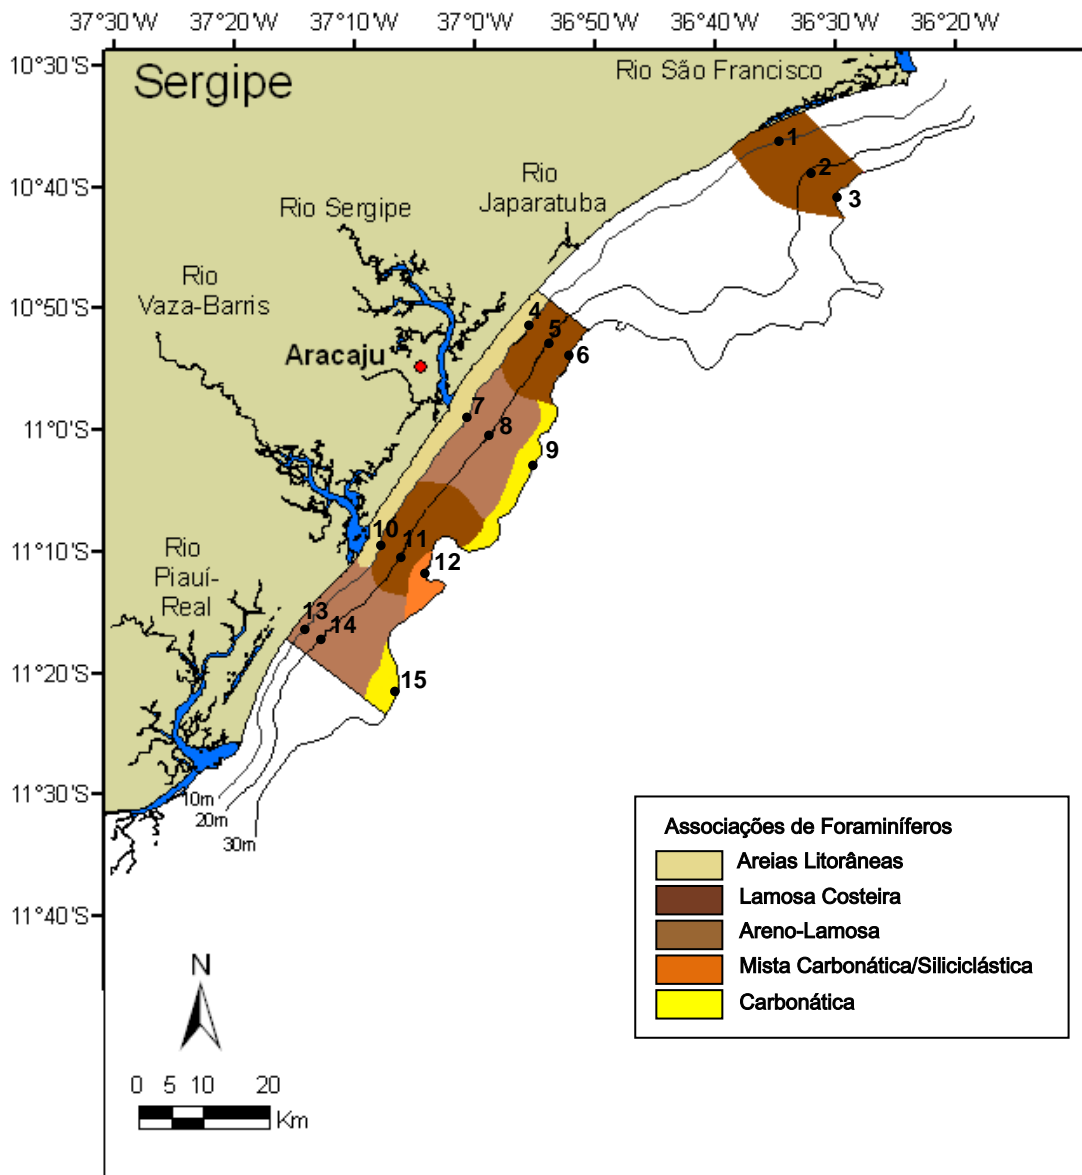 37°30'W 37°20'W 37°10'W 37°0'W 36°50'W 36°40'W 36°30'W 36°20'W
10°30'S
Sergipe
Rio São Francisco
1
2
3
10°40'S
Rio
Japaratuba
Rio Sergipe
Rio
Vaza-Barris
10°50'S
4
5
6
Aracaju
7
8
9
11°0'S
10
11
12
11°10'S
Rio
Piauí-
Real
13
14
15
11°20'S
11°30'S
10m
20m
30m
11°40'S
Associações de Foraminíferos
Areias Litorâneas
Lamosa Costeira
Areno-Lamosa
Mista Carbonática/Siliciclástica
Carbonática
N
0 5 10 20
Km